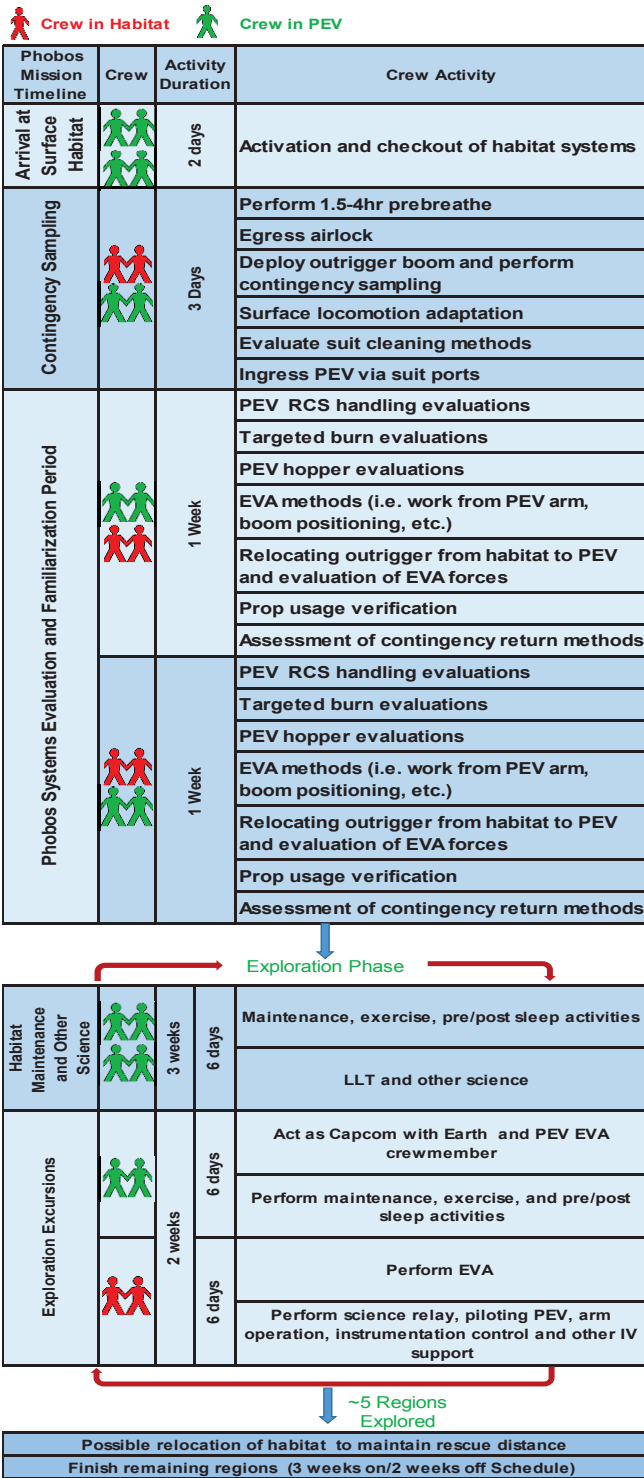 Crew in Habitat
Crew in PEV
Phobos Mission Timeline
Crew
Activity Duration
Crew Activity
Arrival at Surface Habitat
2 days
Activation and checkout of habitat systems
Contingency Sampling
3 Days
Perform 1.5-4hr prebreathe
Egress airlock
Deploy outrigger boom and perform
contingency sampling
Surface locomotion adaptation
Evaluate suit cleaning methods
Ingress PEV via suit ports
Phobos Systems Evaluation and Familiarization Period
1 Week
PEV RCS handling evaluations
Targeted burn evaluations
PEV hopper evaluations
EVA methods (i.e. work from PEV arm,
boom positioning, etc.)
Relocating outrigger from habitat to PEV
and evaluation of EVA forces
Prop usage verification
Assessment of contingency return methods
1 Week
PEV RCS handling evaluations
Targeted burn evaluations
PEV hopper evaluations
EVA methods (i.e. work from PEV arm,
boom positioning, etc.)
Relocating outrigger from habitat to PEV
and evaluation of EVA forces
Prop usage verification
Assessment of contingency return methods
Exploration Phase
Habitat
Maintenance
and Other
Science
3 weeks
6 days
Maintenance, exercise, pre/post sleep activities
LLT and other science
Exploration Excursions
2 weeks
6 days
Act as Capcom with Earth and PEV EVA
crewmember
Perform maintenance, exercise, and pre/post
sleep activities
6 days
Perform EVA
Perform science relay, piloting PEV, arm
operation, instrumentation control and other IV
support
~5 Regions
Explored
Possible relocation of habitat to maintain rescue distance
Finish remaining regions (3 weeks on/2 weeks off Schedule)